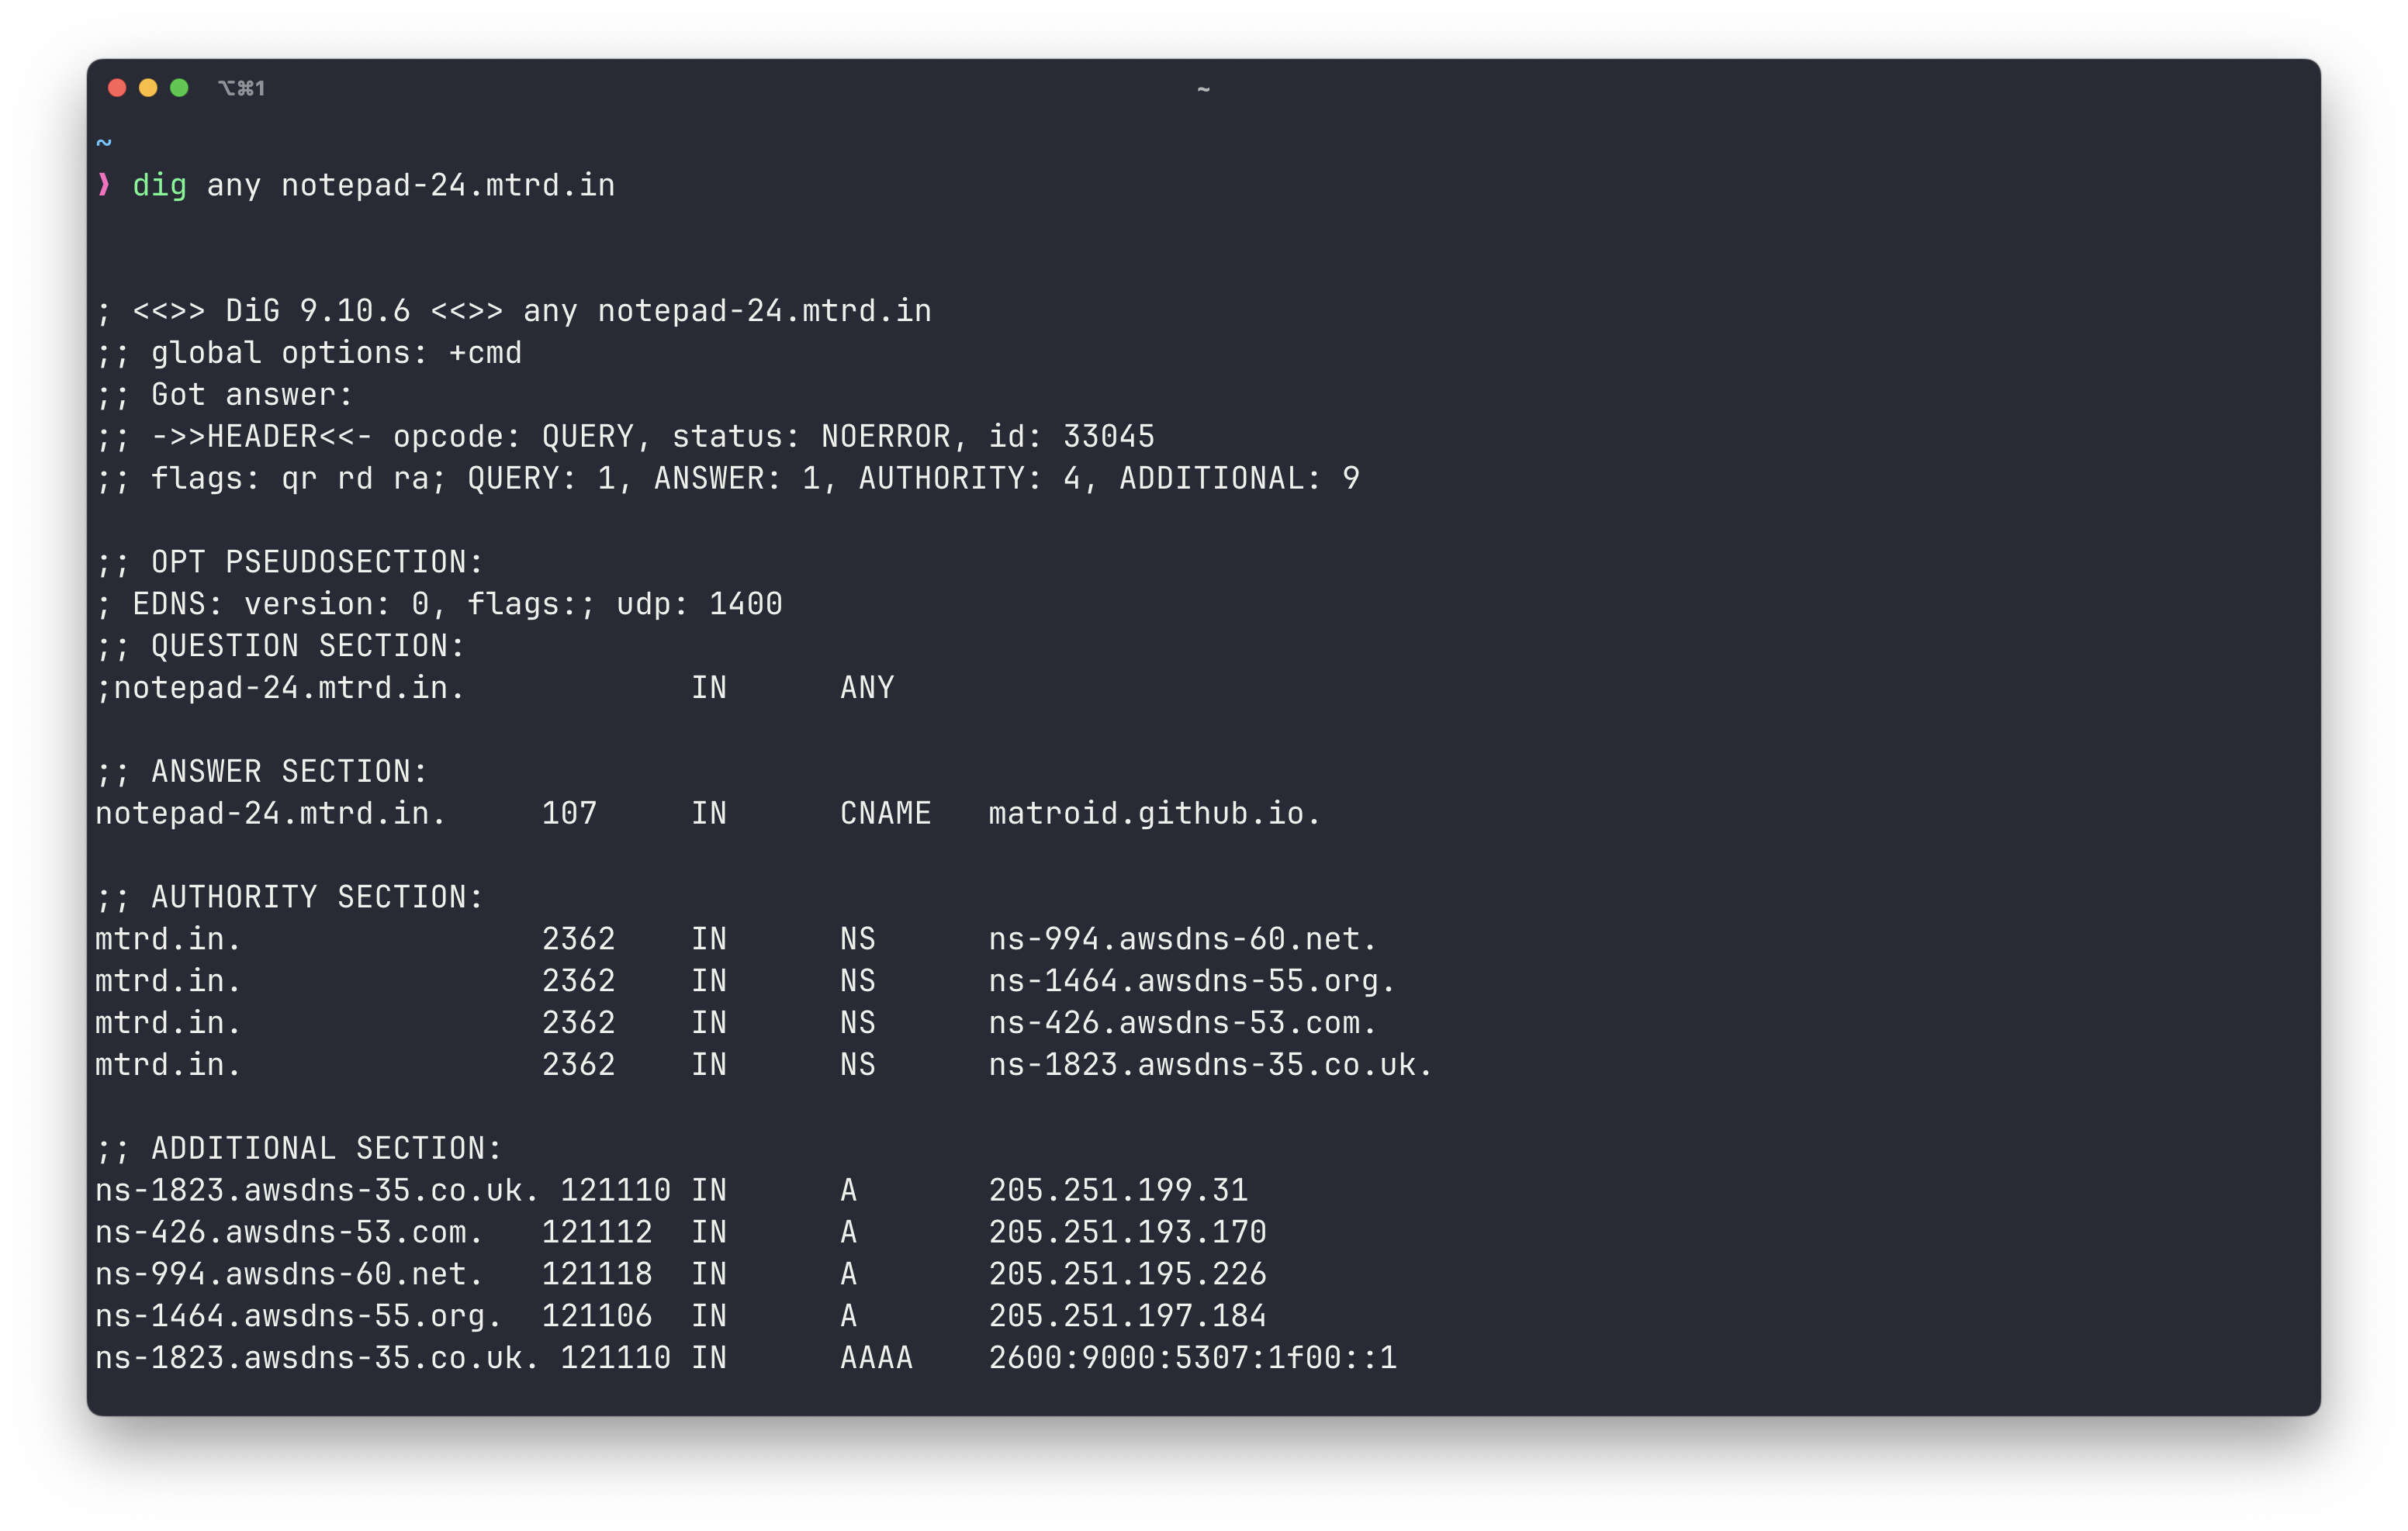 ⌥⌘1 ~
~
❯ dig any notepad-24.mtrd.in
; <<>> DiG 9.10.6 <<>> any notepad-24.mtrd.in
;; global options: +cmd
;; Got answer:
;; ->>HEADER<<- opcode: QUERY, status: NOERROR, id: 33045
;; flags: qr rd ra; QUERY: 1, ANSWER: 1, AUTHORITY: 4, ADDITIONAL: 9
;; OPT PSEUDOSECTION:
; EDNS: version: 0, flags:; udp: 1400
;; QUESTION SECTION:
;notepad-24.mtrd.in. IN ANY
;; ANSWER SECTION:
notepad-24.mtrd.in. 107 IN CNAME matroid.github.io.
;; AUTHORITY SECTION:
mtrd.in. 2362 IN NS ns-994.awsdns-60.net.
mtrd.in. 2362 IN NS ns-1464.awsdns-55.org.
mtrd.in. 2362 IN NS ns-426.awsdns-53.com.
mtrd.in. 2362 IN NS ns-1823.awsdns-35.co.uk.
;; ADDITIONAL SECTION:
ns-1823.awsdns-35.co.uk. 121110 IN A 205.251.199.31
ns-426.awsdns-53.com. 121112 IN A 205.251.193.170
ns-994.awsdns-60.net. 121118 IN A 205.251.195.226
ns-1464.awsdns-55.org. 121106 IN A 205.251.197.184
ns-1823.awsdns-35.co.uk. 121110 IN AAAA 2600:9000:5307:1f00::1